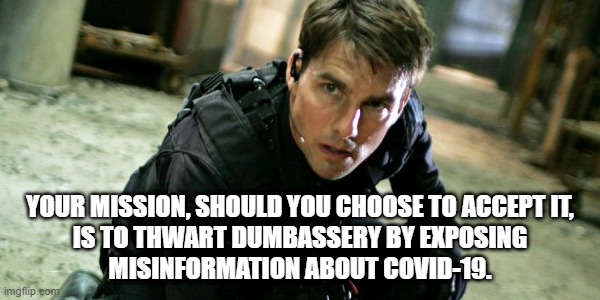 YOUR MISSION, SHOULD YOU CHOOSE TO ACCEPT IT,
IS TO THWART DUMBASSERY BY EXPOSING
MISINFORMATION ABOUT COVID-19.
imgflip.com